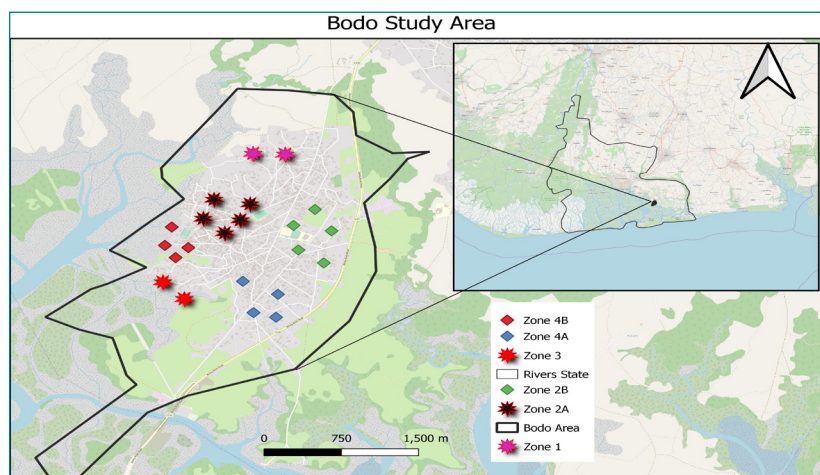 Bodo Study Area
Zone 4B
Zone 4A
Zone 3
Rivers State
Zone 2B
Zone 2A
Bodo Area
Zone 1
0 750 1,500 m